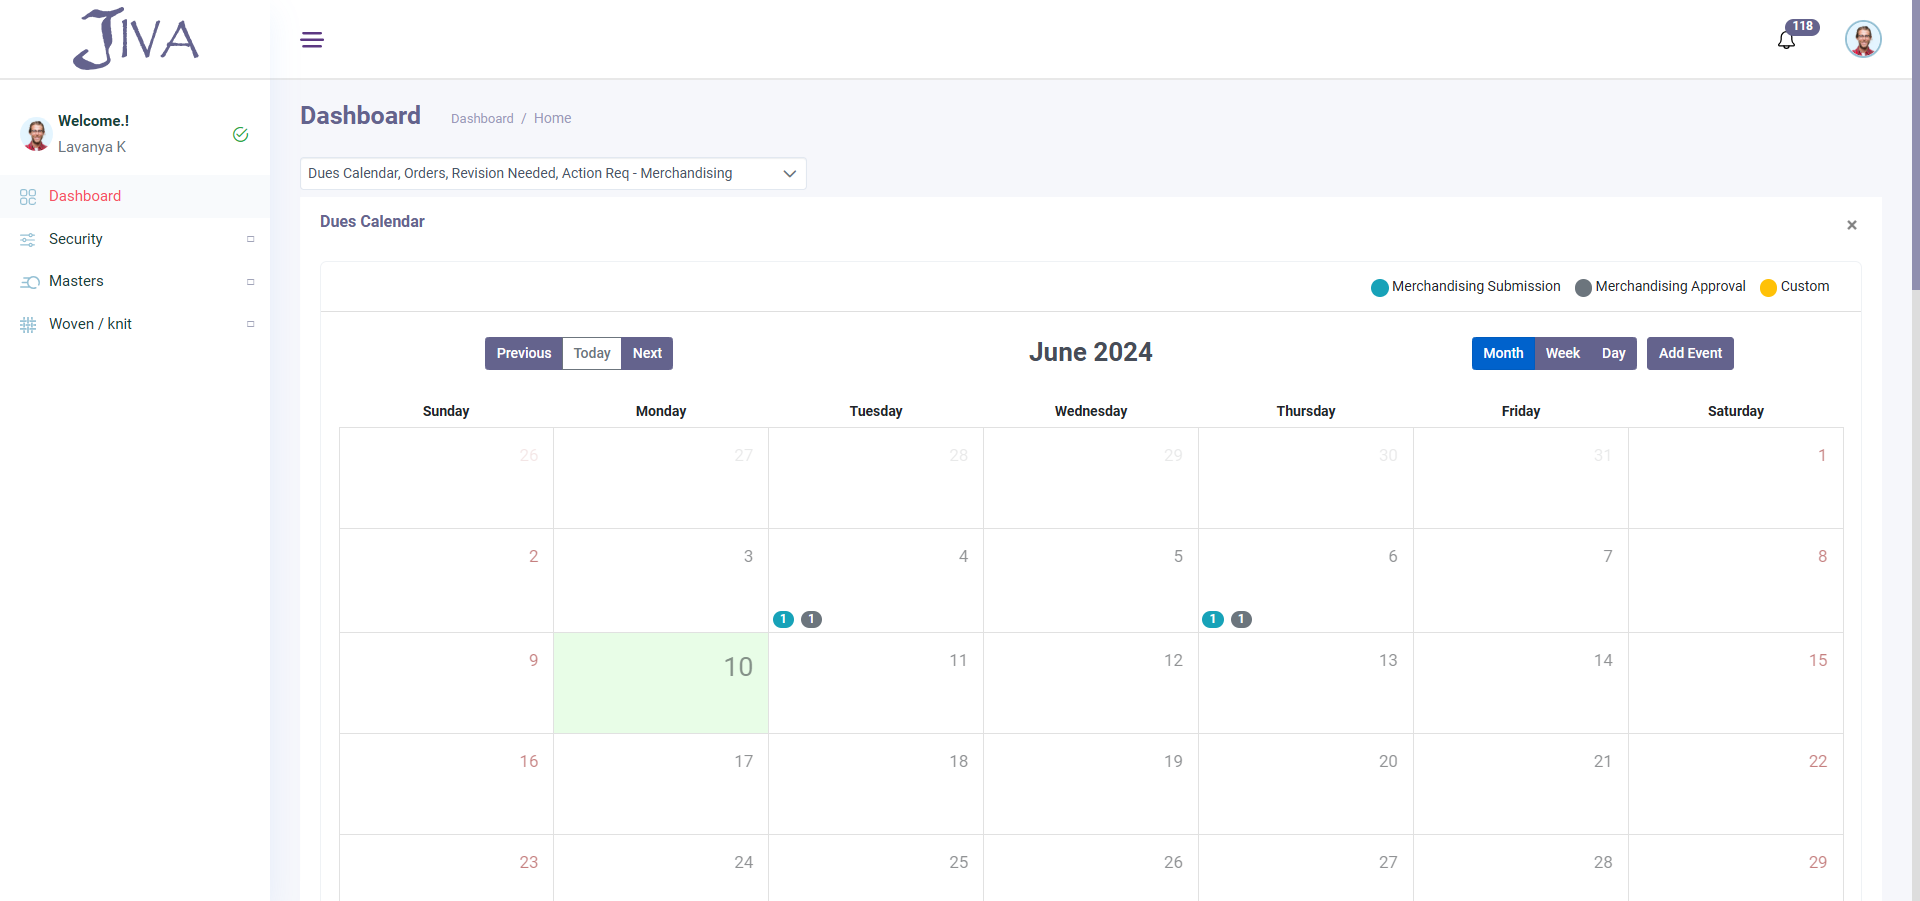 JIVA
118
Welcome.!
Lavanya K
Dashboard
Security
Masters
Woven / knit
Dashboard
Dashboard / Home
Dues Calendar, Orders, Revision Needed, Action Req - Merchandising
Dues Calendar
×
Merchandising Submission Merchandising Approval Custom
Previous Today Next
June 2024
Month Week Day Add Event
Sunday Monday Tuesday Wednesday Thursday Friday Saturday
26 27 28 29 30 31 1
2 3 4 5 6 7 8
1 1 1 1
9 10 11 12 13 14 15
16 17 18 19 20 21 22
23 24 25 26 27 28 29